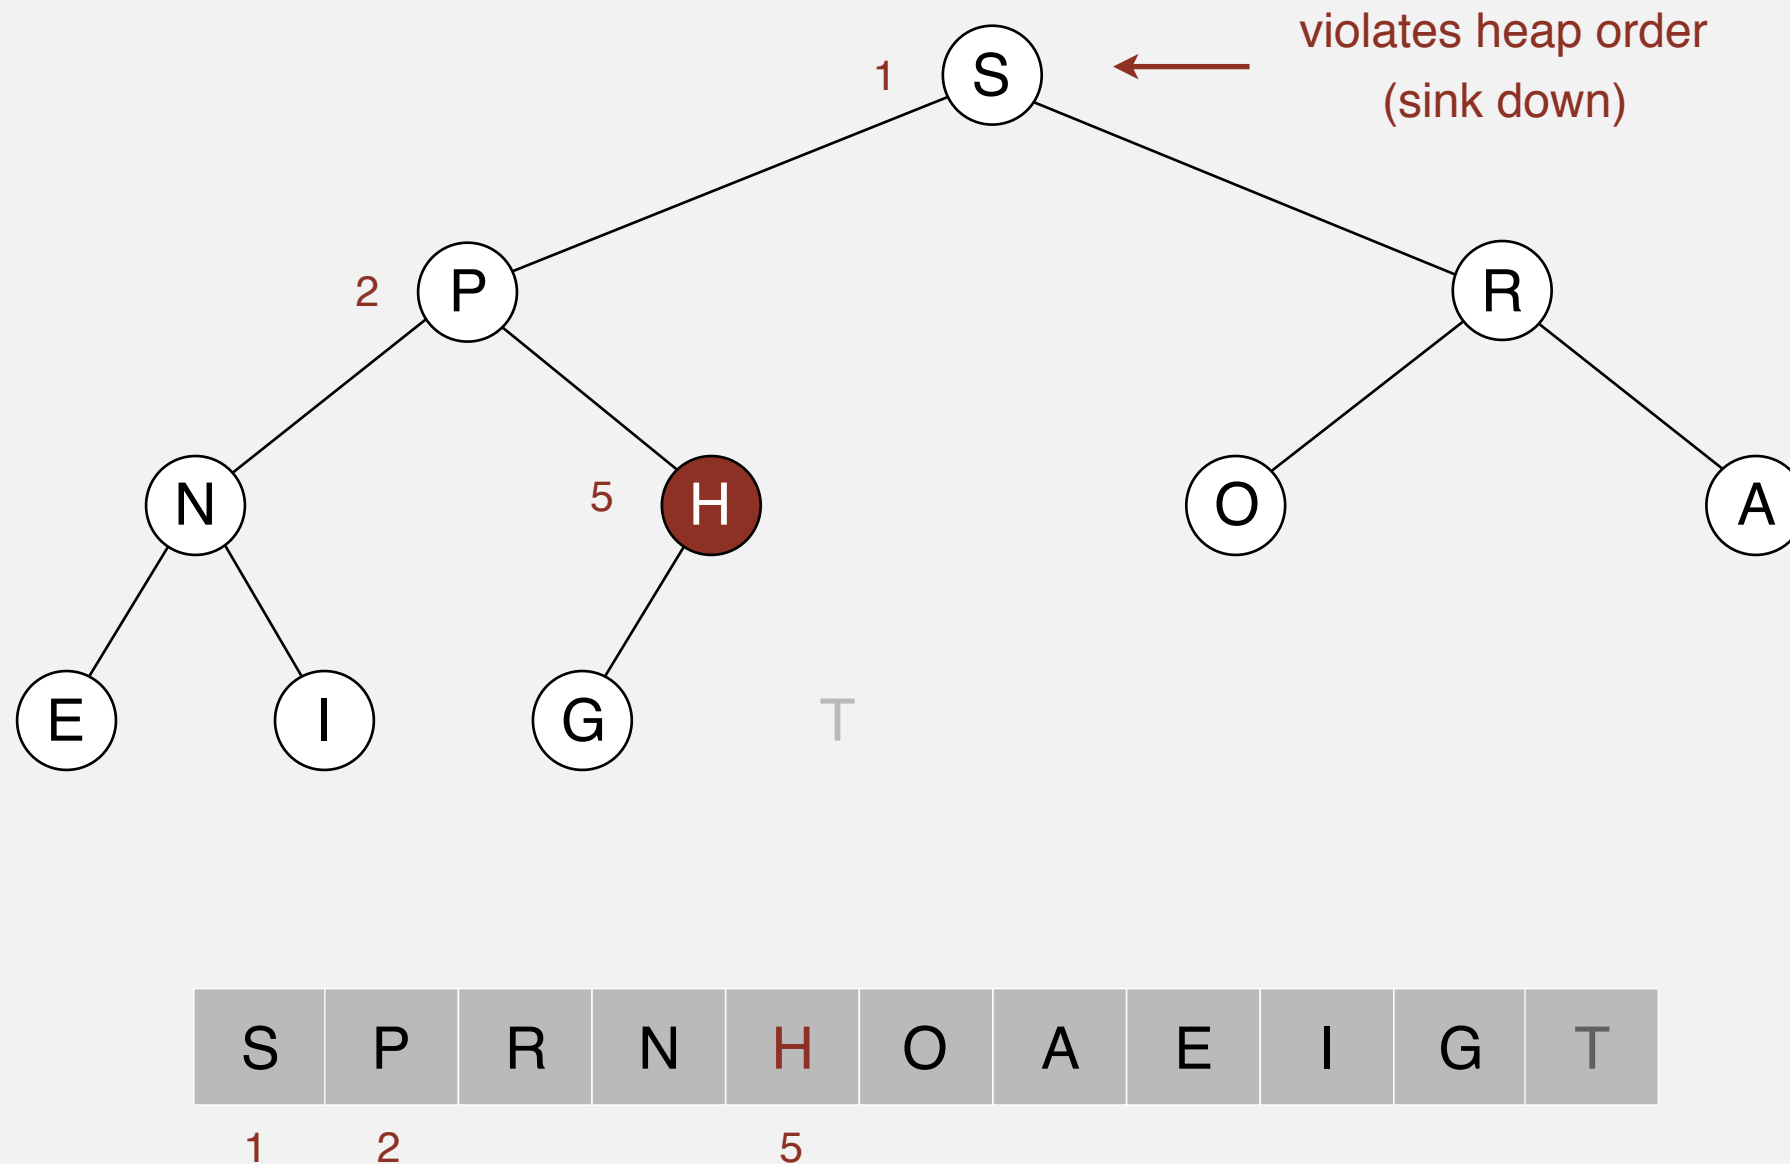 violates heap order
(sink down)
1
S
2
P
R
N
5
H
O
A
E
I
G
T
S P R N H O A E I G T
1 2 5